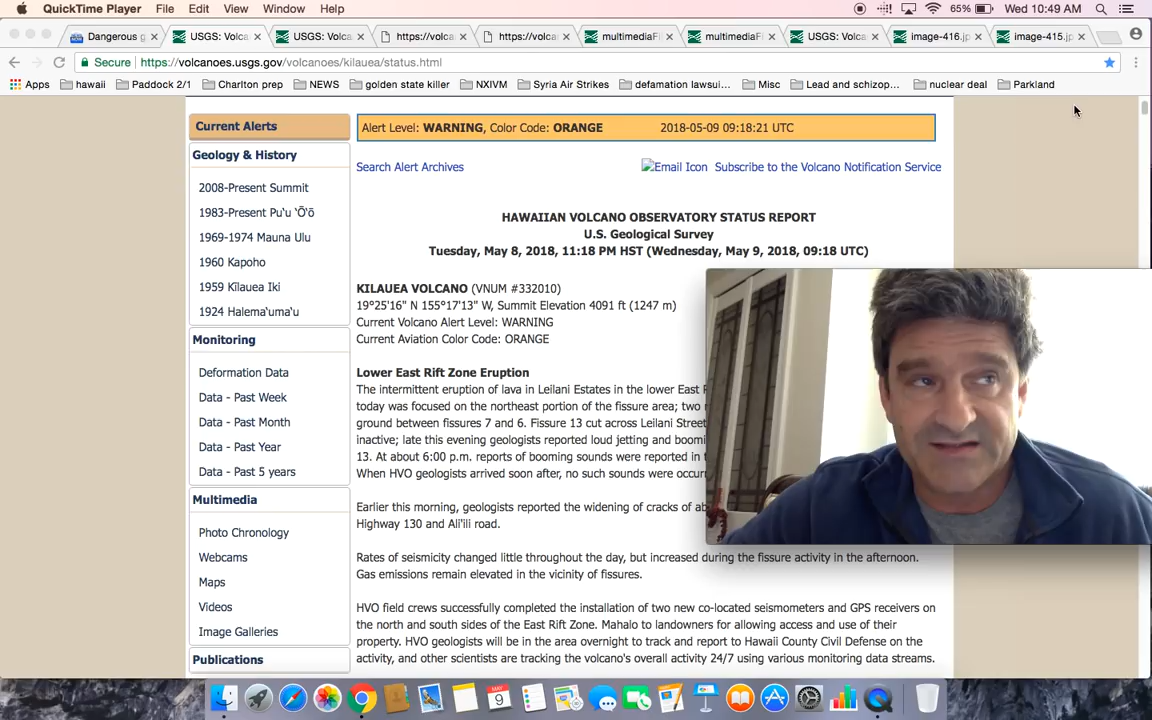 QuickTime Player File Edit View Window Help 65% Wed 10:49 AM
Dangerous g USGS: Volca USGS: Volca https://volca https://volca multimediaFi multimediaFi USGS: Volca image-416.jp image-415.jp
Secure https://volcanoes.usgs.gov/volcanoes/kilauea/status.html
Apps hawaii Paddock 2/1 Charlton prep NEWS golden state killer NXIVM Syria Air Strikes defamation lawsui... Misc Lead and schizop... nuclear deal Parkland
Current Alerts
Geology & History
2008-Present Summit
1983-Present Pu‘u ‘Ō‘ō
1969-1974 Mauna Ulu
1960 Kapoho
1959 Kīlauea Iki
1924 Halema‘uma‘u
Monitoring
Deformation Data
Data - Past Week
Data - Past Month
Data - Past Year
Data - Past 5 years
Multimedia
Photo Chronology
Webcams
Maps
Videos
Image Galleries
Publications
Alert Level: WARNING, Color Code: ORANGE 2018-05-09 09:18:21 UTC
Search Alert Archives Email Icon Subscribe to the Volcano Notification Service
HAWAIIAN VOLCANO OBSERVATORY STATUS REPORT
U.S. Geological Survey
Tuesday, May 8, 2018, 11:18 PM HST (Wednesday, May 9, 2018, 09:18 UTC)
KILAUEA VOLCANO (VNUM #332010)
19°25'16" N 155°17'13" W, Summit Elevation 4091 ft (1247 m)
Current Volcano Alert Level: WARNING
Current Aviation Color Code: ORANGE
Lower East Rift Zone Eruption
The intermittent eruption of lava in Leilani Estates in the lower East R
today was focused on the northeast portion of the fissure area; two
ground between fissures 7 and 6. Fissure 13 cut across Leilani Street
inactive; late this evening geologists reported loud jetting and boomi
13. At about 6:00 p.m. reports of booming sounds were reported in
When HVO geologists arrived soon after, no such sounds were occur
Earlier this morning, geologists reported the widening of cracks of ab
Highway 130 and Ali'ili road.
Rates of seismicity changed little throughout the day, but increased during the fissure activity in the afternoon.
Gas emissions remain elevated in the vicinity of fissures.
HVO field crews successfully completed the installation of two new co-located seismometers and GPS receivers on
the north and south sides of the East Rift Zone. Mahalo to landowners for allowing access and use of their
property. HVO geologists will be in the area overnight to track and report to Hawaii County Civil Defense on the
activity, and other scientists are tracking the volcano's overall activity 24/7 using various monitoring data streams.
MAY
9